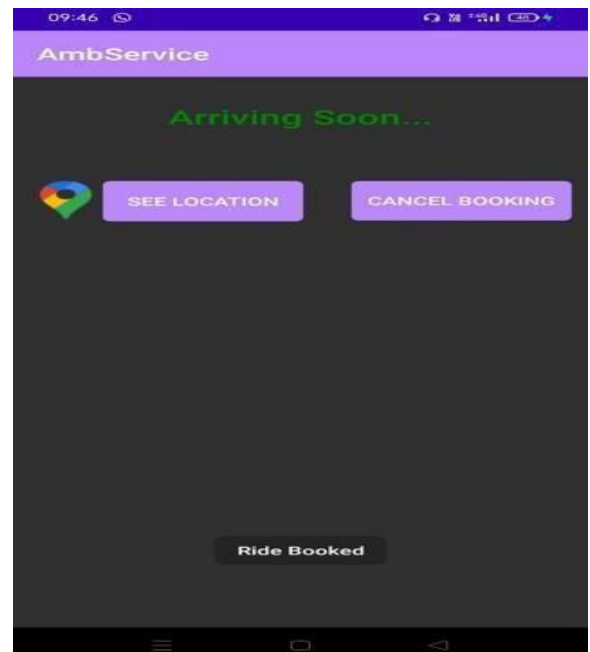 09:46
AmbService
Arriving Soon...
SEE LOCATION
CANCEL BOOKING
Ride Booked